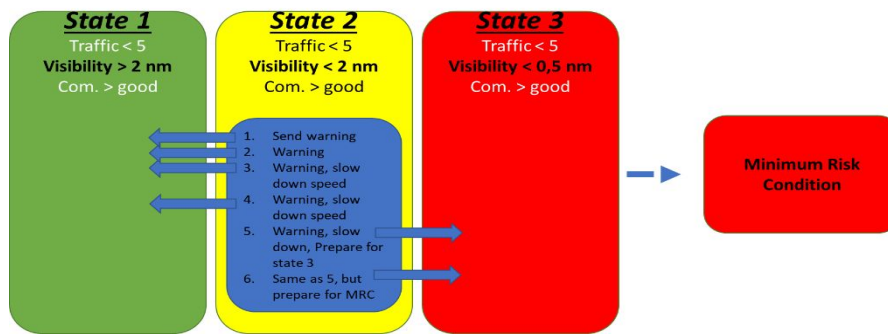 State 1
Traffic < 5
Visibility > 2 nm
Com. > good
State 2
Traffic < 5
Visibility < 2 nm
Com. > good
1. Send warning
2. Warning
3. Warning, slow
down speed
4. Warning, slow
down speed
5. Warning, slow
down, Prepare for
state 3
6. Same as 5, but
prepare for MRC
State 3
Traffic < 5
Visibility < 0,5 nm
Com. > good
Minimum Risk
Condition